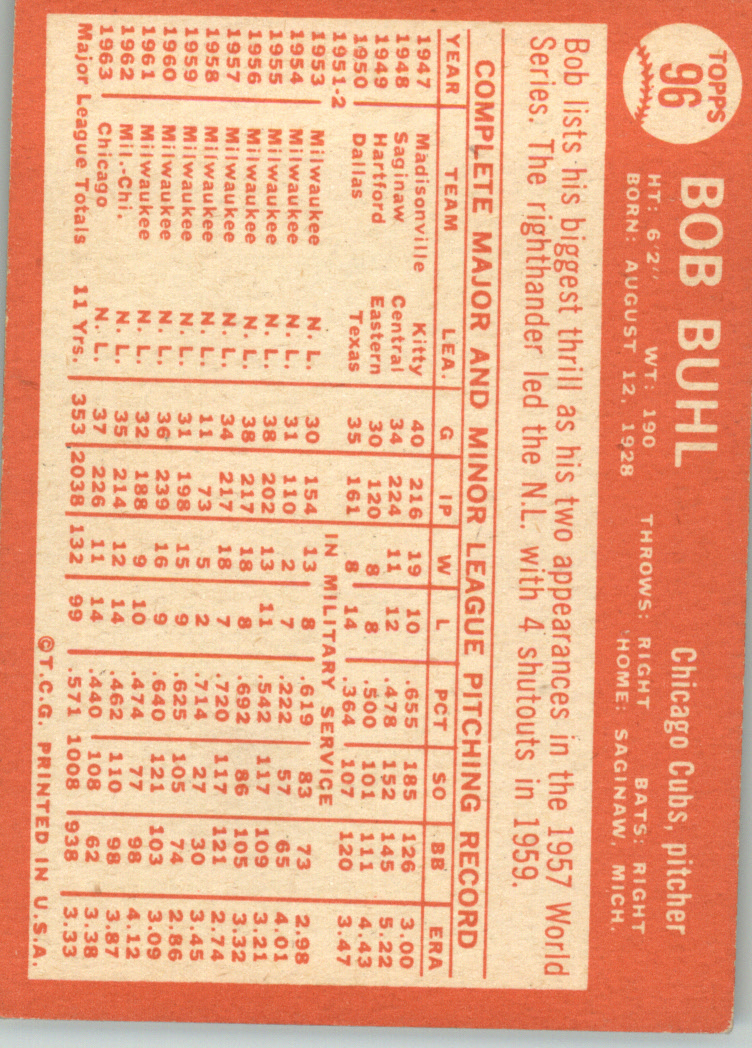 TOPPS
96
BOB BUHL
Chicago Cubs, pitcher
HT: 6'2" WT: 190 THROWS: RIGHT BATS: RIGHT
BORN: AUGUST 12, 1928 HOME: SAGINAW, MICH.
Bob lists his biggest thrill as his two appearances in the 1957 World
Series. The righthander led the N.L. with 4 shutouts in 1959.
COMPLETE MAJOR AND MINOR LEAGUE PITCHING RECORD
YEAR TEAM LEA. G IP W L PCT SO BB ERA
1947 Madisonville Kitty 40 216 19 10 .655 185 126 3.00
1948 Saginaw Central 34 224 11 12 .478 152 145 5.22
1949 Hartford Eastern 30 120 8 8 .500 101 111 4.43
1950 Dallas Texas 35 161 8 14 .364 107 120 3.47
1951-2 IN MILITARY SERVICE
1953 Milwaukee N. L. 30 154 13 8 .619 83 73 2.98
1954 Milwaukee N. L. 31 110 2 7 .222 57 65 4.01
1955 Milwaukee N. L. 38 202 13 11 .542 117 109 3.21
1956 Milwaukee N. L. 38 217 18 8 .692 86 105 3.32
1957 Milwaukee N. L. 34 217 18 7 .720 117 121 2.74
1958 Milwaukee N. L. 11 73 5 2 .714 27 30 3.45
1959 Milwaukee N. L. 31 198 15 9 .625 105 74 2.86
1960 Milwaukee N. L. 36 239 16 9 .640 121 103 3.09
1961 Milwaukee N. L. 32 188 9 10 .474 77 98 4.12
1962 Mil.-Chi. N. L. 35 214 12 14 .462 110 98 3.87
1963 Chicago N. L. 37 226 11 14 .440 108 62 3.38
Major League Totals 11 Yrs. 353 2038 132 99 .571 1008 938 3.33
©T.C.G. PRINTED IN U.S.A.